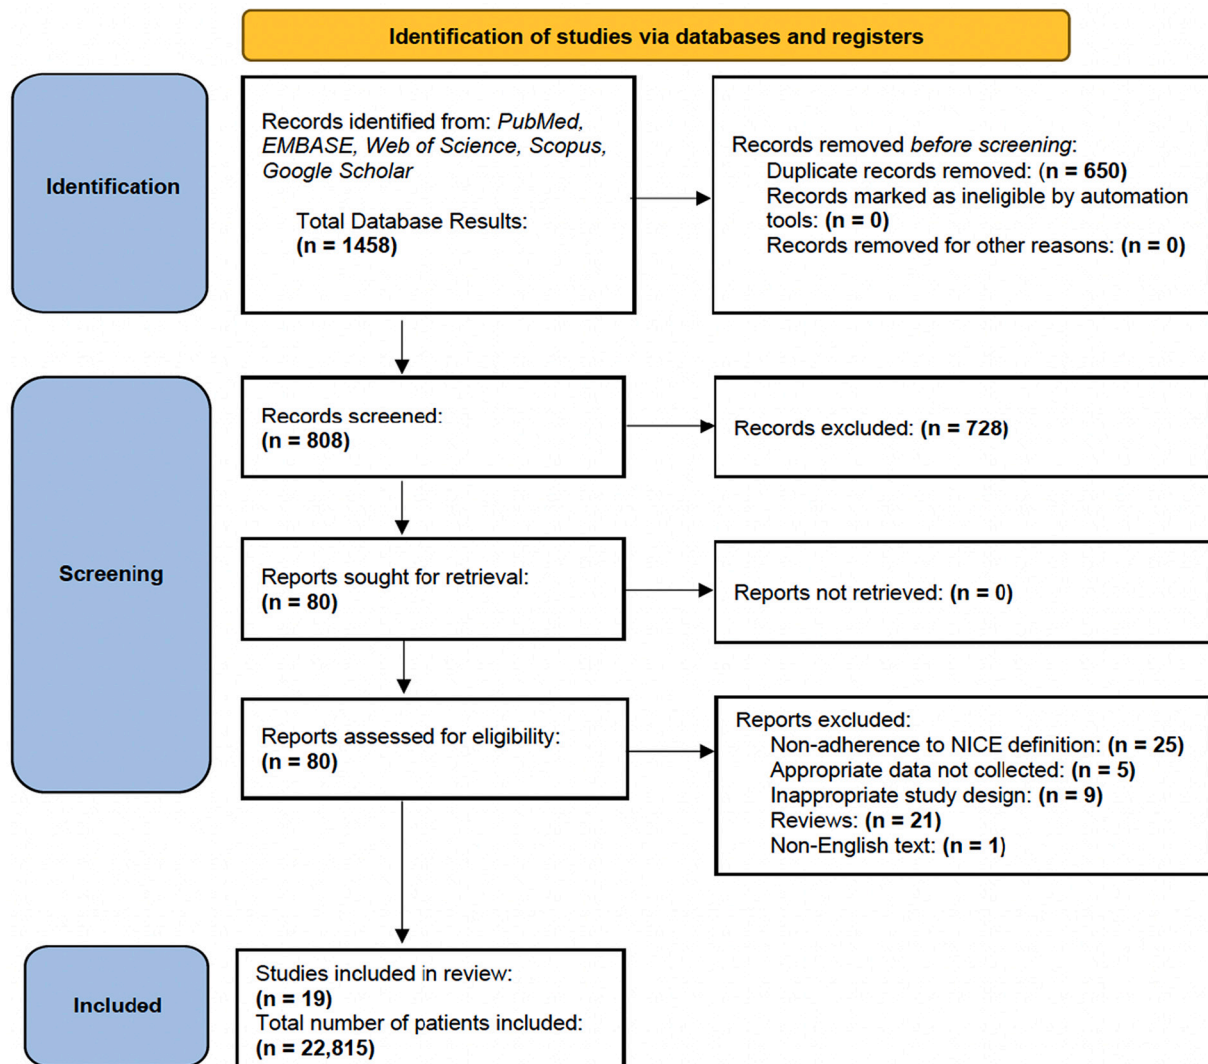 Identification of studies via databases and registers
Identification
Records identified from: PubMed,
EMBASE, Web of Science, Scopus,
Google Scholar
Total Database Results:
(n = 1458)
Records removed before screening:
Duplicate records removed: (n = 650)
Records marked as ineligible by automation
tools: (n = 0)
Records removed for other reasons: (n = 0)
Screening
Records screened:
(n = 808)
Records excluded: (n = 728)
Reports sought for retrieval:
(n = 80)
Reports not retrieved: (n = 0)
Reports assessed for eligibility:
(n = 80)
Reports excluded:
Non-adherence to NICE definition: (n = 25)
Appropriate data not collected: (n = 5)
Inappropriate study design: (n = 9)
Reviews: (n = 21)
Non-English text: (n = 1)
Included
Studies included in review:
(n = 19)
Total number of patients included:
(n = 22,815)